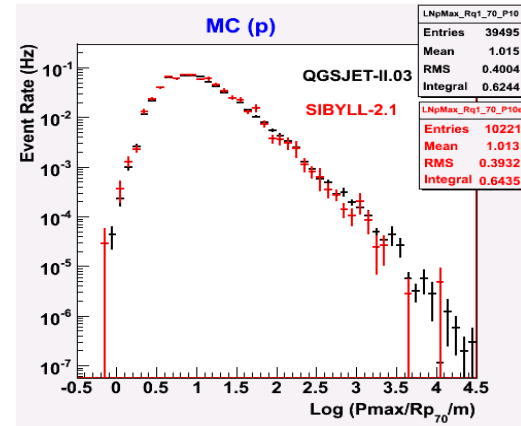 MC (p)
LNpMax_Rq1_70_P10
Entries 39495
Mean 1.015
RMS 0.4004
Integral 0.6244
LNpMax_Rq1_70_P10e
Entries 10221
Mean 1.013
RMS 0.3932
Integral 0.6435
QGSJET-II.03
SIBYLL-2.1
Event Rate (Hz)
10^-1
10^-2
10^-3
10^-4
10^-5
10^-6
10^-7
-0.5 0 0.5 1 1.5 2 2.5 3 3.5 4 4.5
Log (Pmax/Rp_70/m)